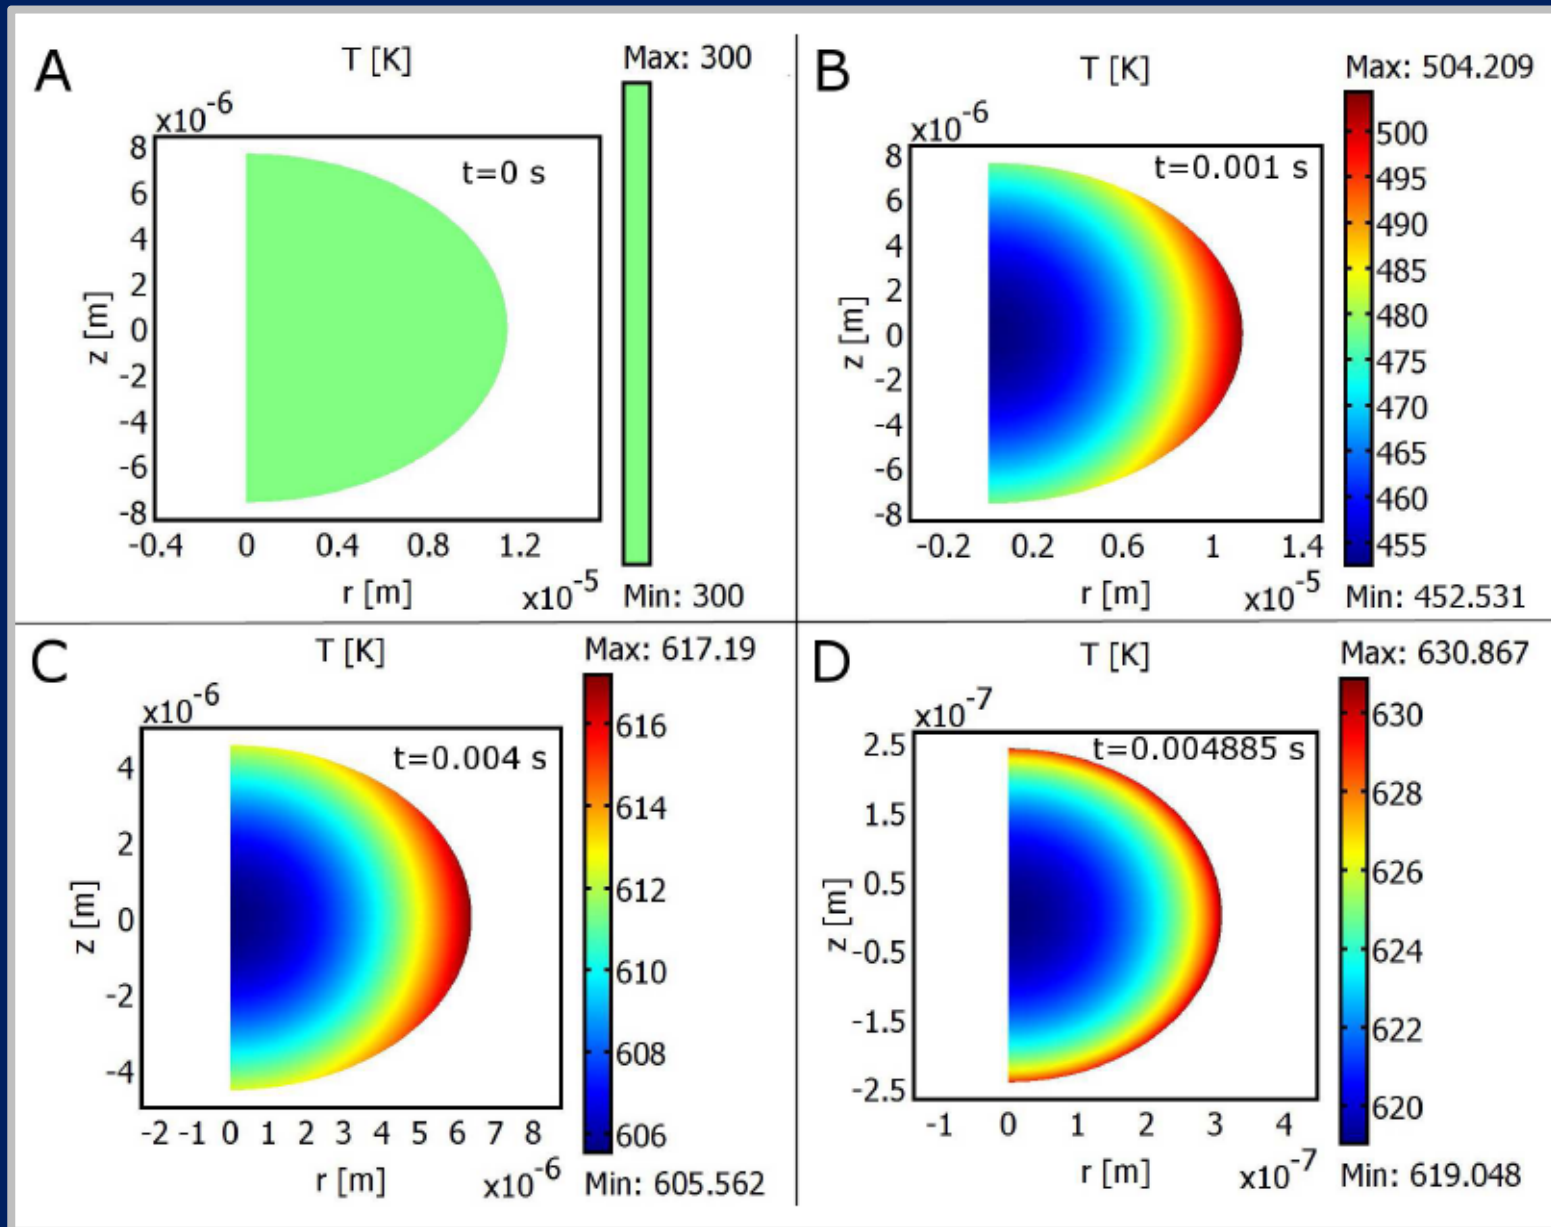 A
T [K]
Max: 300
x10-6
t=0 s
8
6
4
2
0
-2
-4
-6
-8
z [m]
-0.4 0 0.4 0.8 1.2
r [m]
x10-5
Min: 300
B
T [K]
Max: 504.209
x10-6
t=0.001 s
8
6
4
2
0
-2
-4
-6
-8
z [m]
-0.2 0.2 0.6 1 1.4
r [m]
x10-5
500
495
490
485
480
475
470
465
460
455
Min: 452.531
C
T [K]
Max: 617.19
x10-6
t=0.004 s
4
2
0
-2
-4
z [m]
-2 -1 0 1 2 3 4 5 6 7 8
r [m]
x10-6
616
614
612
610
608
606
Min: 605.562
D
T [K]
Max: 630.867
x10-7
t=0.004885 s
2.5
1.5
0.5
-0.5
-1.5
-2.5
z [m]
-1 0 1 2 3 4
r [m]
x10-7
630
628
626
624
622
620
Min: 619.048